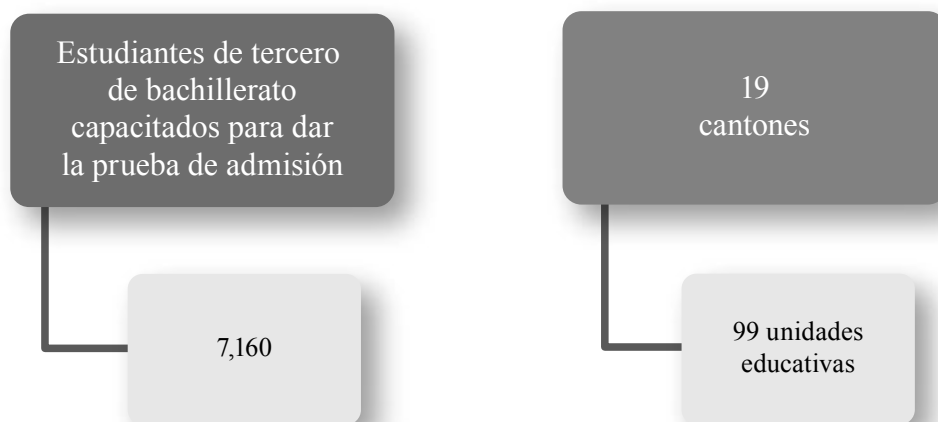 Estudiantes de tercero
de bachillerato
capacitados para dar
la prueba de admisión
7,160
19
cantones
99 unidades
educativas